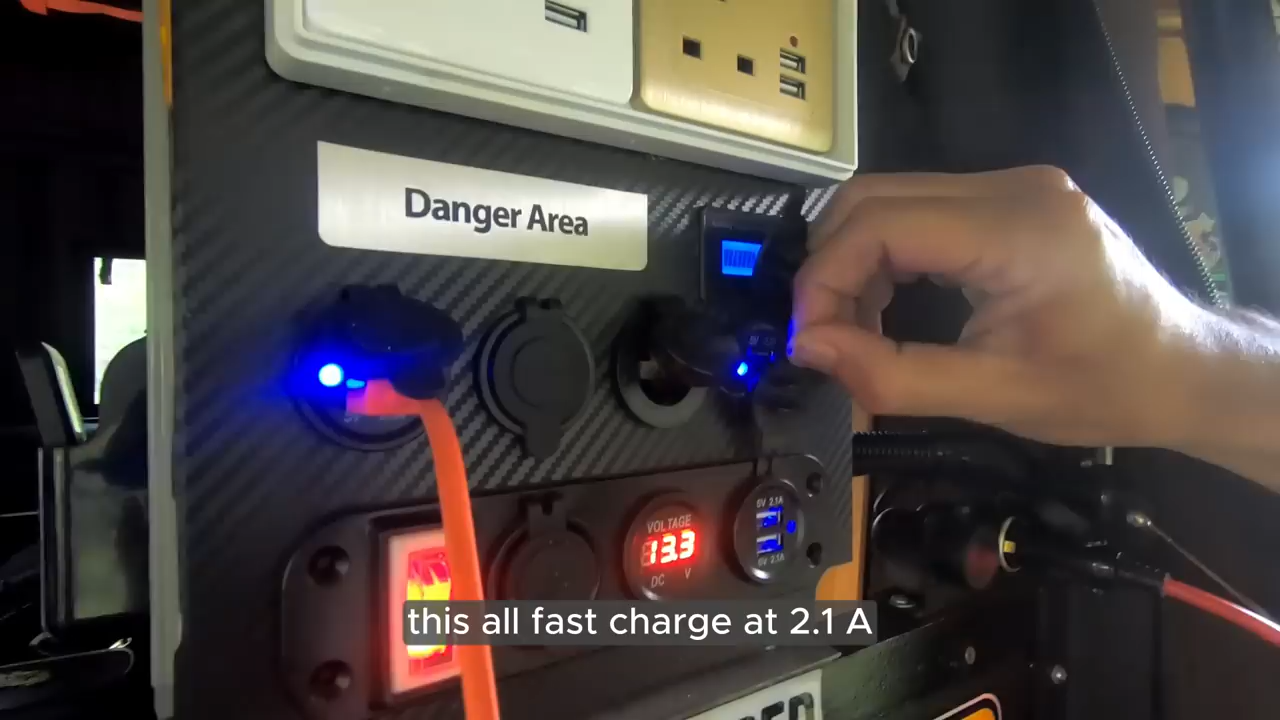 Danger Area
VOLTAGE
13.3
DC V
5V 2.1A
5V 2.1A
this all fast charge at 2.1 A